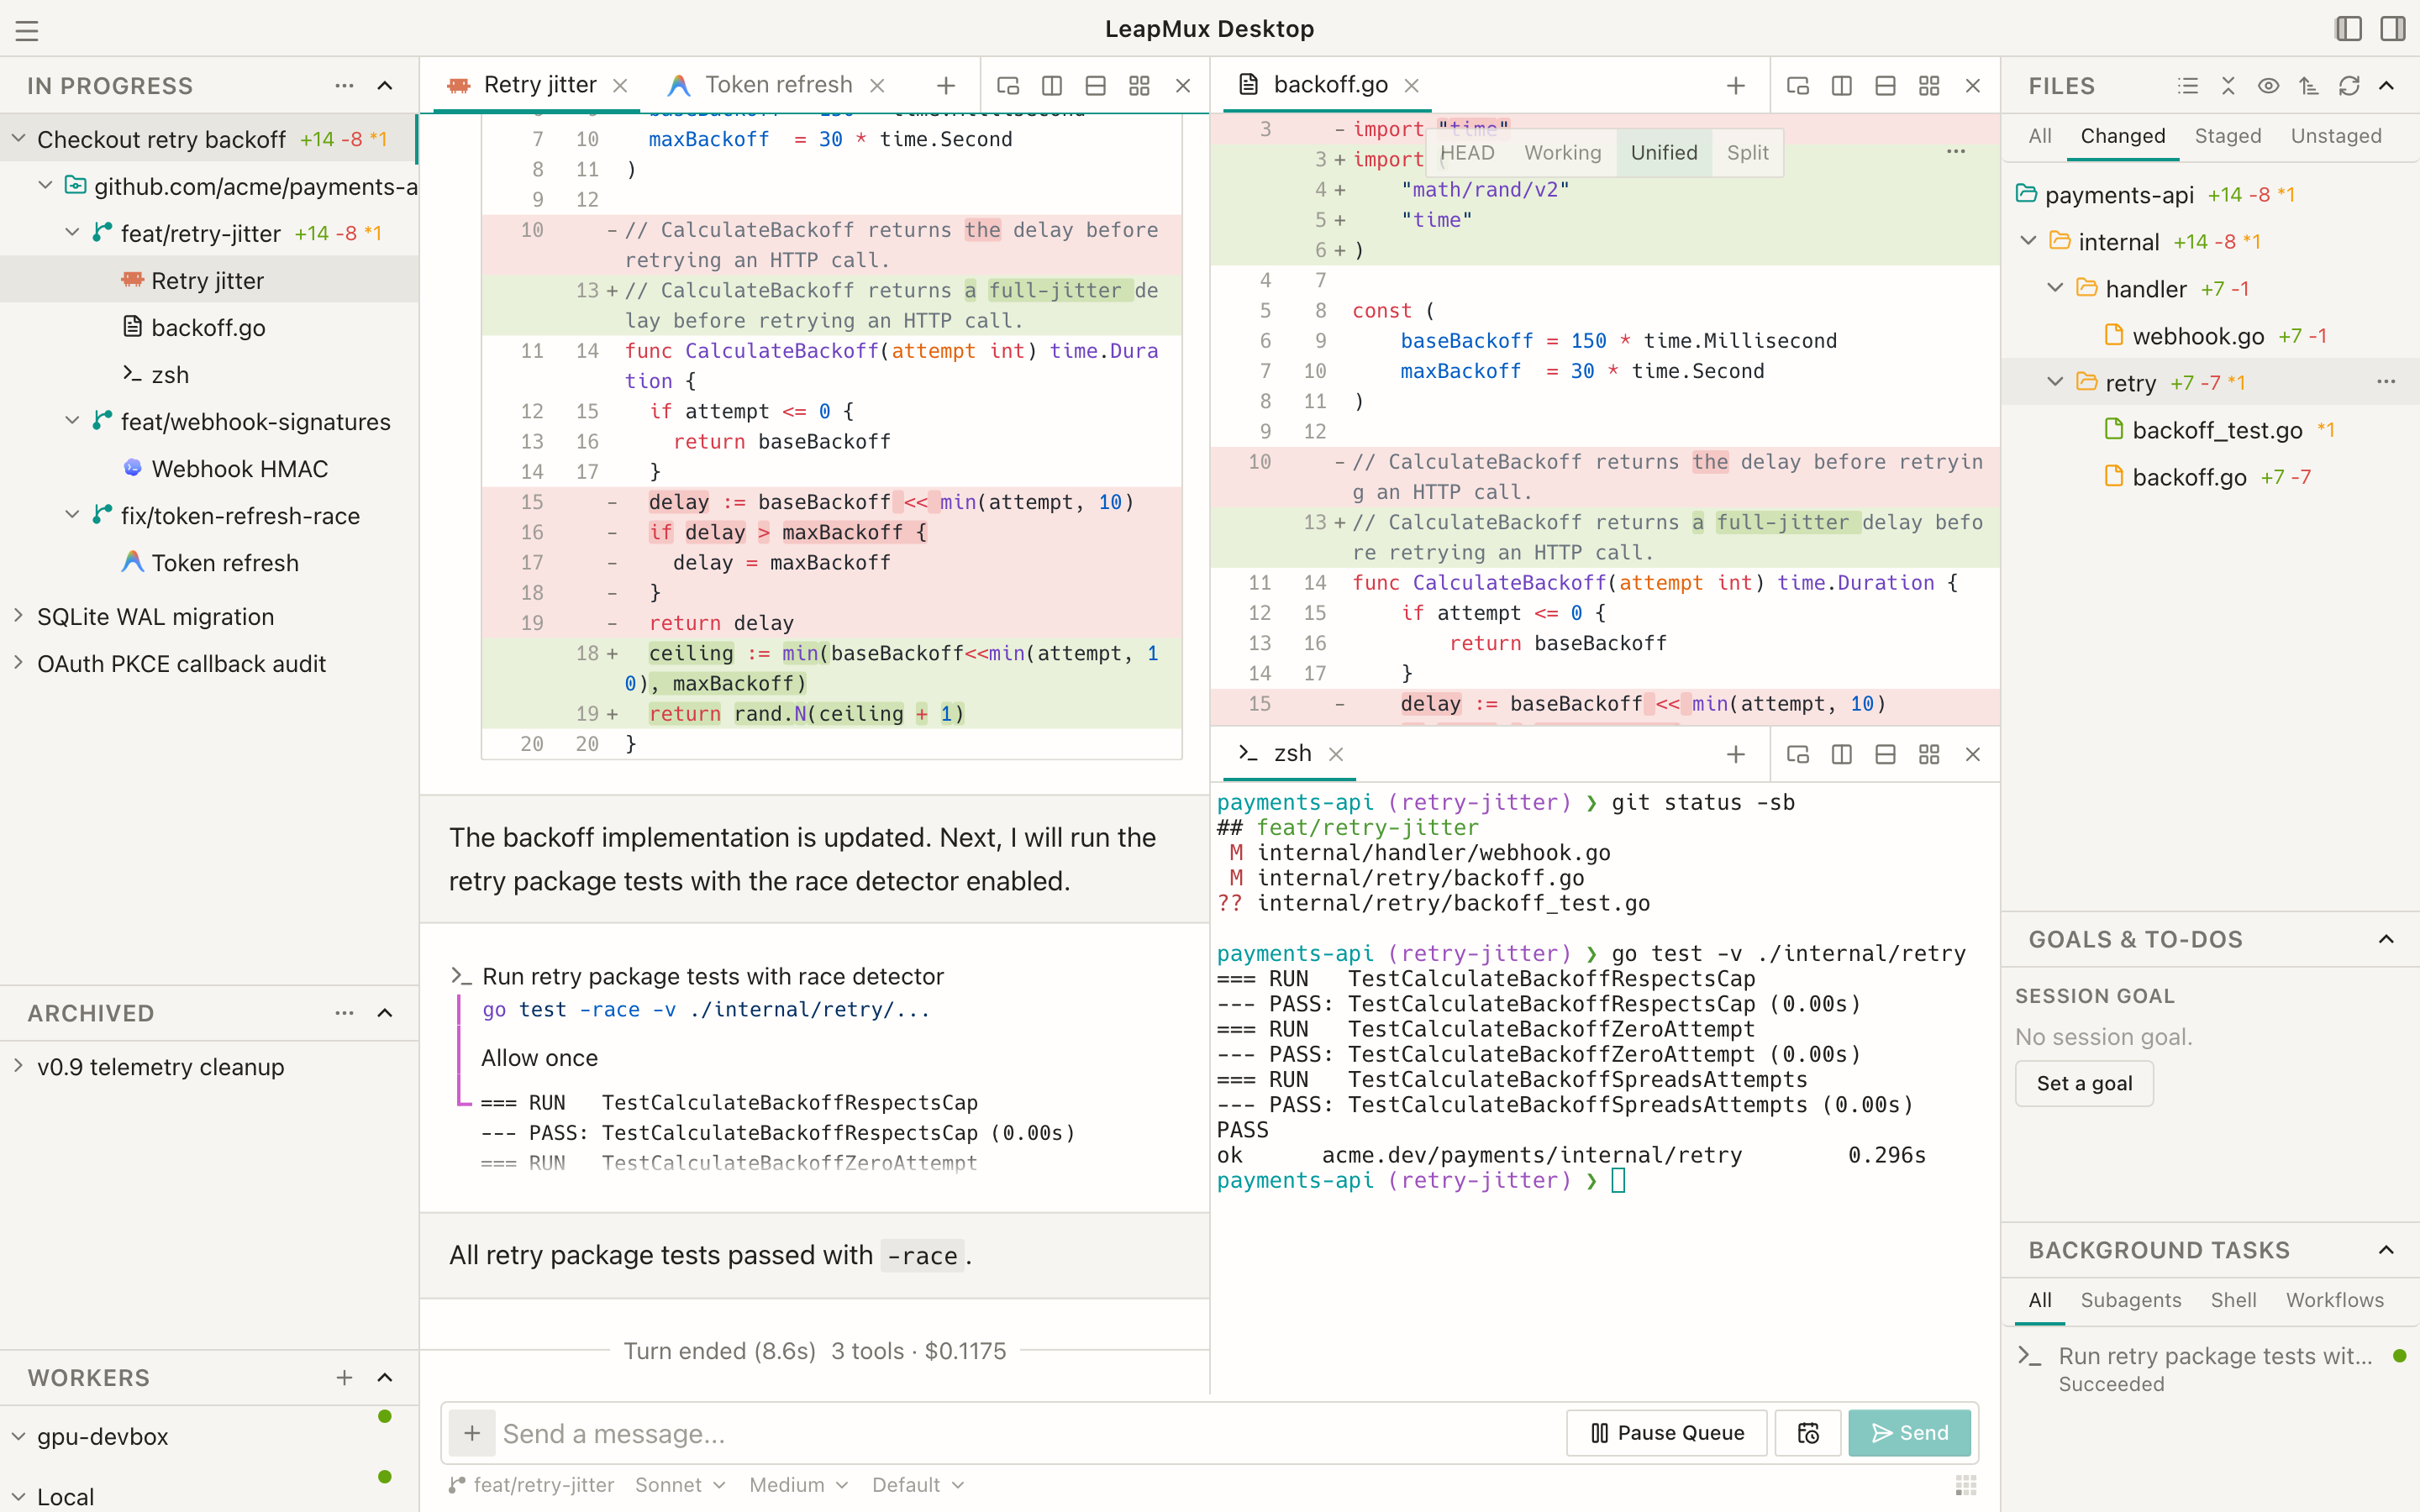 LeapMux Desktop
IN PROGRESS
Checkout retry backoff +14 -8 *1
github.com/acme/payments-a
feat/retry-jitter +14 -8 *1
Retry jitter
backoff.go
zsh
feat/webhook-signatures
Webhook HMAC
fix/token-refresh-race
Token refresh
SQLite WAL migration
OAuth PKCE callback audit
ARCHIVED
v0.9 telemetry cleanup
WORKERS
gpu-devbox
Local
Retry jitter
Token refresh
7 10 maxBackoff = 30 * time.Second
8 11 )
9 12
10 - // CalculateBackoff returns the delay before
retrying an HTTP call.
13 + // CalculateBackoff returns a full-jitter de
lay before retrying an HTTP call.
11 14 func CalculateBackoff(attempt int) time.Dura
tion {
12 15 if attempt <= 0 {
13 16 return baseBackoff
14 17 }
15 - delay := baseBackoff << min(attempt, 10)
16 - if delay > maxBackoff {
17 - delay = maxBackoff
18 - }
19 - return delay
18 + ceiling := min(baseBackoff<<min(attempt, 1
0), maxBackoff)
19 + return rand.N(ceiling + 1)
20 20 }
The backoff implementation is updated. Next, I will run the
retry package tests with the race detector enabled.
Run retry package tests with race detector
go test -race -v ./internal/retry/...
Allow once
=== RUN TestCalculateBackoffRespectsCap
--- PASS: TestCalculateBackoffRespectsCap (0.00s)
=== RUN TestCalculateBackoffZeroAttempt
All retry package tests passed with -race.
Turn ended (8.6s) 3 tools · $0.1175
backoff.go
3 - import "time"
3 + import (
HEAD Working Unified Split
4 + "math/rand/v2"
5 + "time"
6 + )
4 7
5 8 const (
6 9 baseBackoff = 150 * time.Millisecond
7 10 maxBackoff = 30 * time.Second
8 11 )
9 12
10 - // CalculateBackoff returns the delay before retryin
g an HTTP call.
13 + // CalculateBackoff returns a full-jitter delay befo
re retrying an HTTP call.
11 14 func CalculateBackoff(attempt int) time.Duration {
12 15 if attempt <= 0 {
13 16 return baseBackoff
14 17 }
15 - delay := baseBackoff << min(attempt, 10)
zsh
payments-api (retry-jitter) ❯ git status -sb
## feat/retry-jitter
M internal/handler/webhook.go
M internal/retry/backoff.go
?? internal/retry/backoff_test.go
payments-api (retry-jitter) ❯ go test -v ./internal/retry
=== RUN TestCalculateBackoffRespectsCap
--- PASS: TestCalculateBackoffRespectsCap (0.00s)
=== RUN TestCalculateBackoffZeroAttempt
--- PASS: TestCalculateBackoffZeroAttempt (0.00s)
=== RUN TestCalculateBackoffSpreadsAttempts
--- PASS: TestCalculateBackoffSpreadsAttempts (0.00s)
PASS
ok acme.dev/payments/internal/retry 0.296s
payments-api (retry-jitter) ❯
Send a message...
Pause Queue
Send
feat/retry-jitter Sonnet Medium Default
FILES
All Changed Staged Unstaged
payments-api +14 -8 *1
internal +14 -8 *1
handler +7 -1
webhook.go +7 -1
retry +7 -7 *1
backoff_test.go *1
backoff.go +7 -7
GOALS & TO-DOS
SESSION GOAL
No session goal.
Set a goal
BACKGROUND TASKS
All Subagents Shell Workflows
Run retry package tests wit...
Succeeded